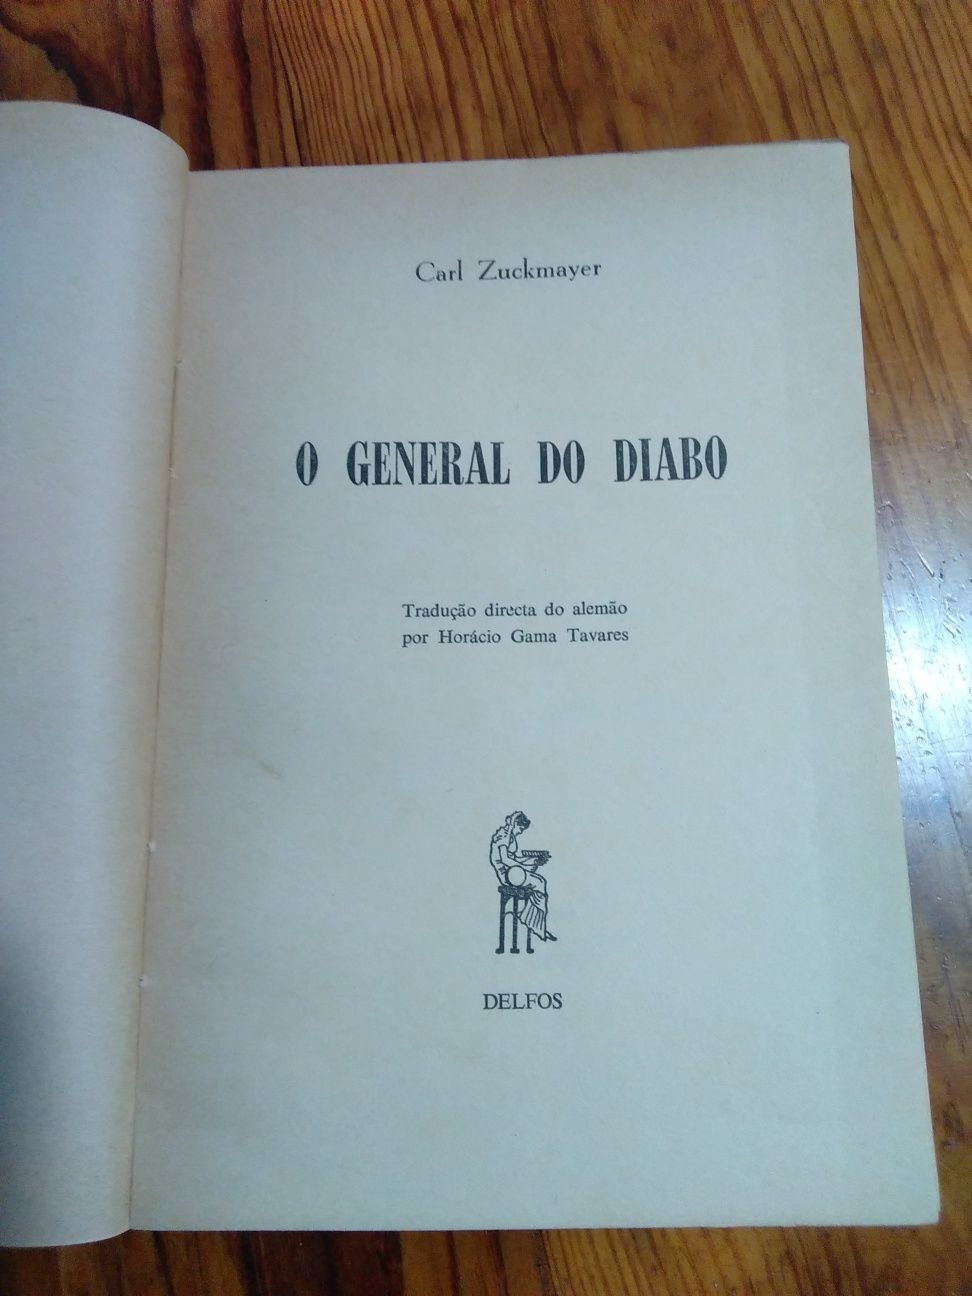 Carl Zuckmayer
O GENERAL DO DIABO
Tradução directa do alemão
por Horácio Gama Tavares
DELFOS